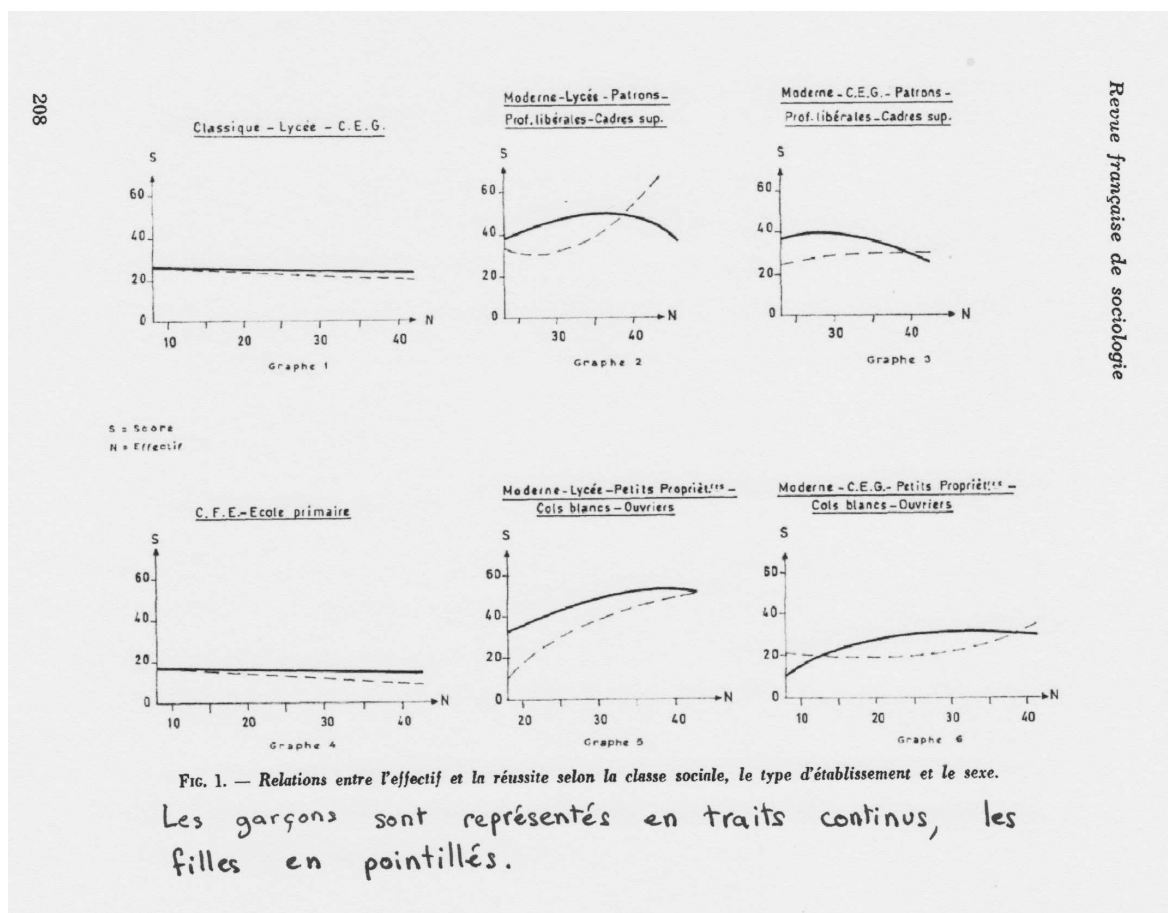 208
Revue française de sociologie
Classique - Lycée - C.E.G.
S
60
40
20
0
10
20
30
40
N
Graphe 1
Moderne - Lycée - Patrons -
Prof. libérales - Cadres sup.
S
60
40
20
0
30
40
N
Graphe 2
Moderne - C.E.G. - Patrons -
Prof. libérales - Cadres sup.
S
60
40
20
0
30
40
N
Graphe 3
S = Score
N = Effectif
C.F.E. - Ecole primaire
S
60
40
20
0
10
20
30
40
N
Graphe 4
Moderne - Lycée - Petits Propriét.res -
Cols blancs - Ouvriers
S
60
40
20
0
20
30
40
N
Graphe 5
Moderne - C.E.G. - Petits Propriét.res -
Cols blancs - Ouvriers
S
60
40
20
0
10
20
30
40
N
Graphe 6
FIG. 1. — Relations entre l'effectif et la réussite selon la classe sociale, le type d'établissement et le sexe.
Les garçons sont représentés en traits continus, les
filles en pointillés.